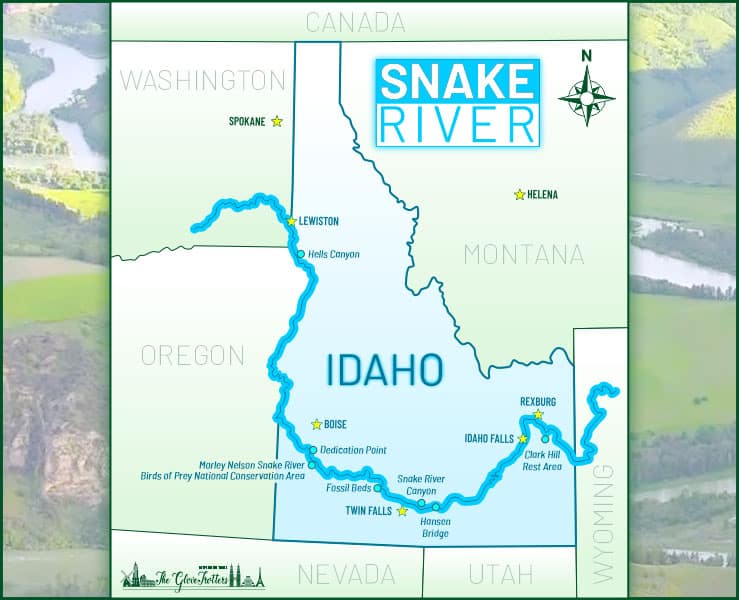 CANADA
WASHINGTON
SNAKE
RIVER
N
SPOKANE
HELENA
LEWISTON
Hells Canyon
MONTANA
OREGON
IDAHO
REXBURG
BOISE
IDAHO FALLS
Dedication Point
Clark Hill
Rest Area
Morley Nelson Snake River
Birds of Prey National Conservation Area
Snake River
Canyon
Fossil Beds
TWIN FALLS
Hansen
Bridge
WYOMING
The GloveTrotters
NEVADA
UTAH